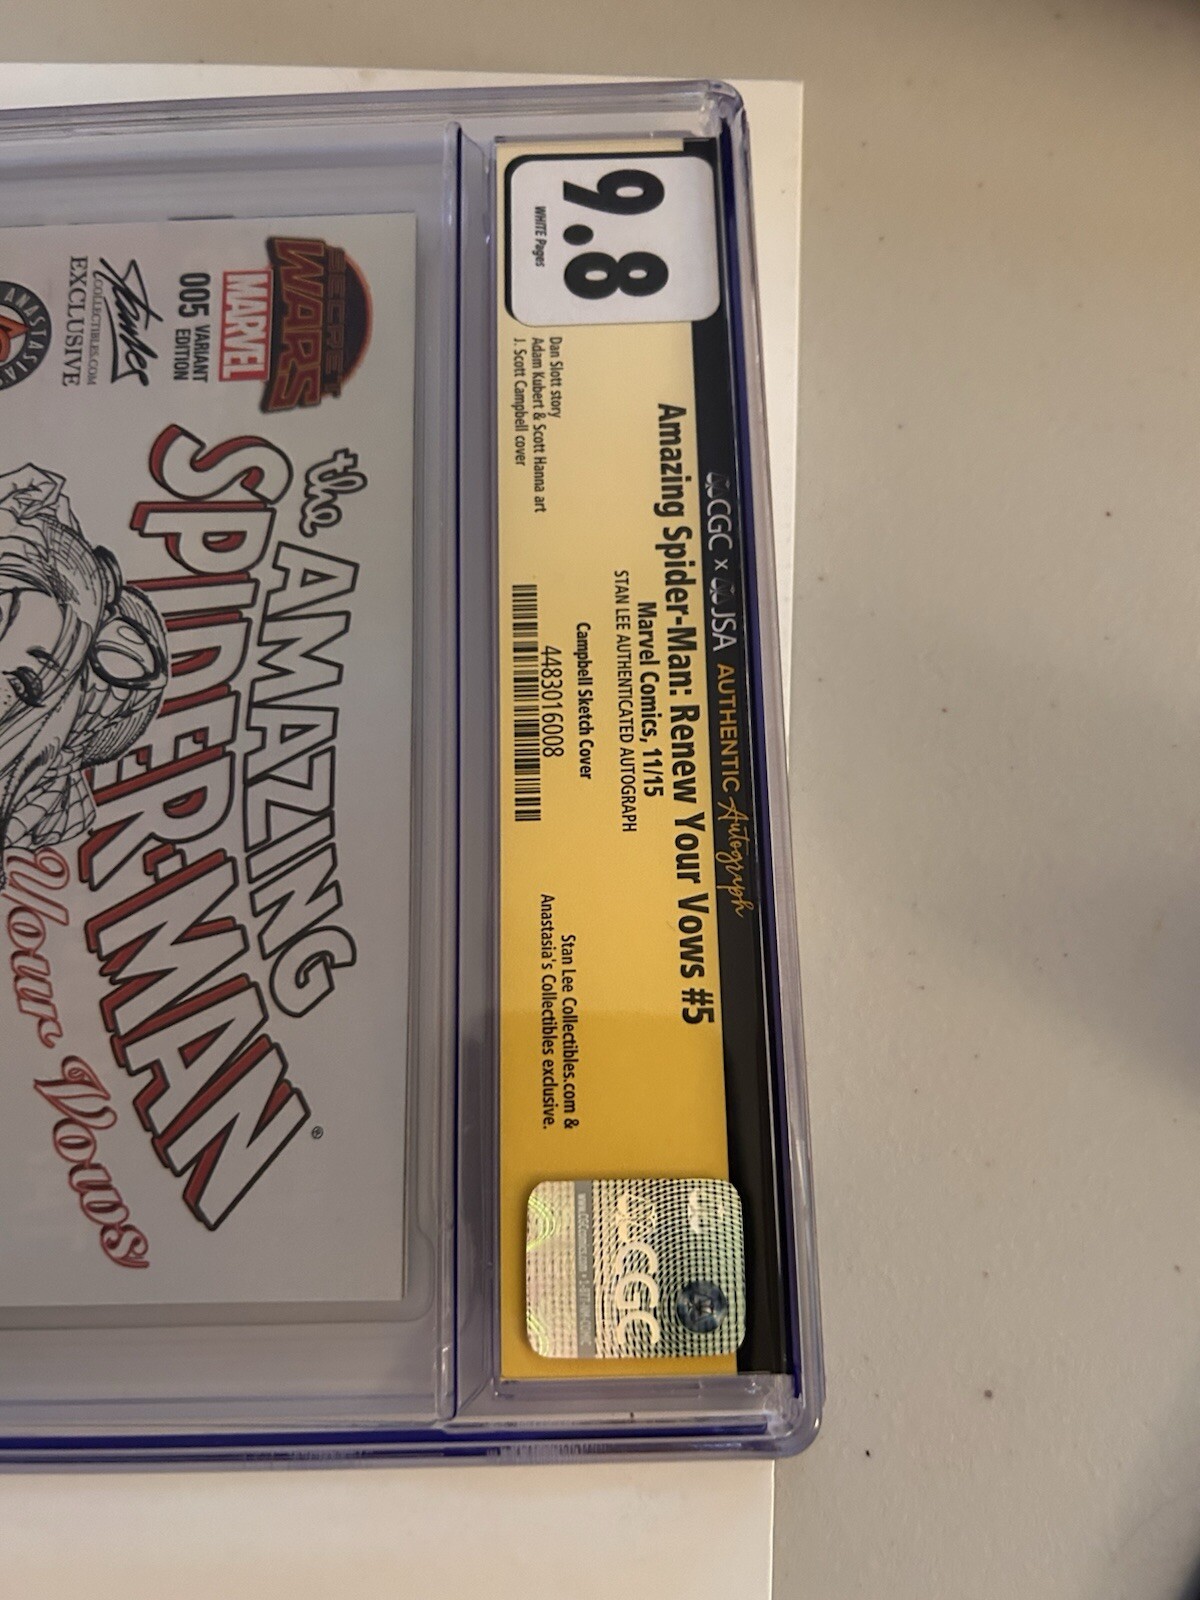 CGC x JSA AUTHENTIC Autograph
9.8
WHITE Pages
Amazing Spider-Man: Renew Your Vows #5
Marvel Comics, 11/15
STAN LEE AUTHENTICATED AUTOGRAPH
Dan Slott story
Adam Kubert & Scott Hanna art
J. Scott Campbell cover
Campbell Sketch Cover
4483016008
Stan Lee Collectibles.com &
Anastasia's Collectibles exclusive.
CGC
SECRET
WARS
MARVEL
005 VARIANT
EDITION
COLLECTIBLES.COM
EXCLUSIVE
the
AMAZING
SPIDER-MAN®
Your Vows